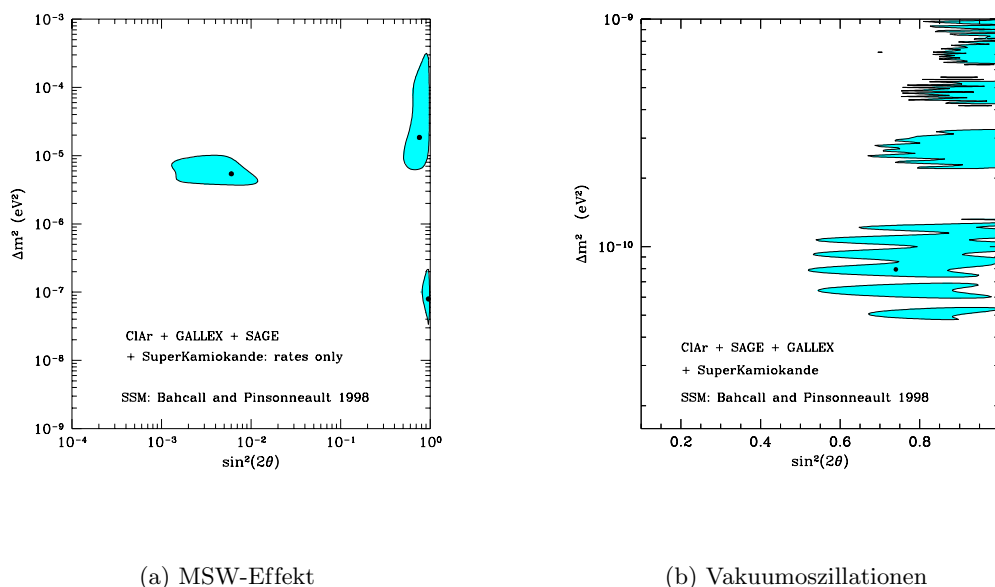 10⁻³
10⁻⁴
10⁻⁵
10⁻⁶
10⁻⁷
10⁻⁸
10⁻⁹
Δm² (eV²)
ClAr + GALLEX + SAGE
+ SuperKamiokande: rates only
SSM: Bahcall and Pinsonneault 1998
10⁻⁴ 10⁻³ 10⁻² 10⁻¹ 10⁰
sin²(2θ)
(a) MSW-Effekt
10⁻⁹
10⁻¹⁰
Δm² (eV²)
ClAr + SAGE + GALLEX
+ SuperKamiokande
SSM: Bahcall and Pinsonneault 1998
0.2 0.4 0.6 0.8
sin²(2θ)
(b) Vakuumoszillationen